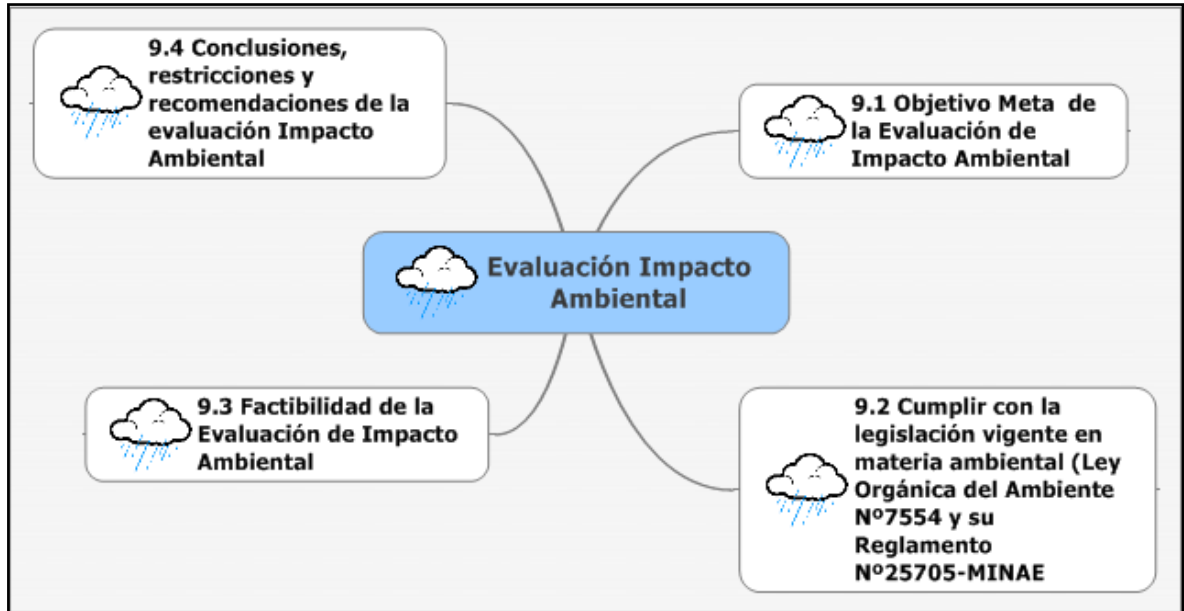 9.4 Conclusiones,
restricciones y
recomendaciones de la
evaluación Impacto
Ambiental
9.1 Objetivo Meta de
la Evaluación de
Impacto Ambiental
Evaluación Impacto
Ambiental
9.3 Factibilidad de la
Evaluación de Impacto
Ambiental
9.2 Cumplir con la
legislación vigente en
materia ambiental (Ley
Orgánica del Ambiente
Nº7554 y su
Reglamento
Nº25705-MINAE